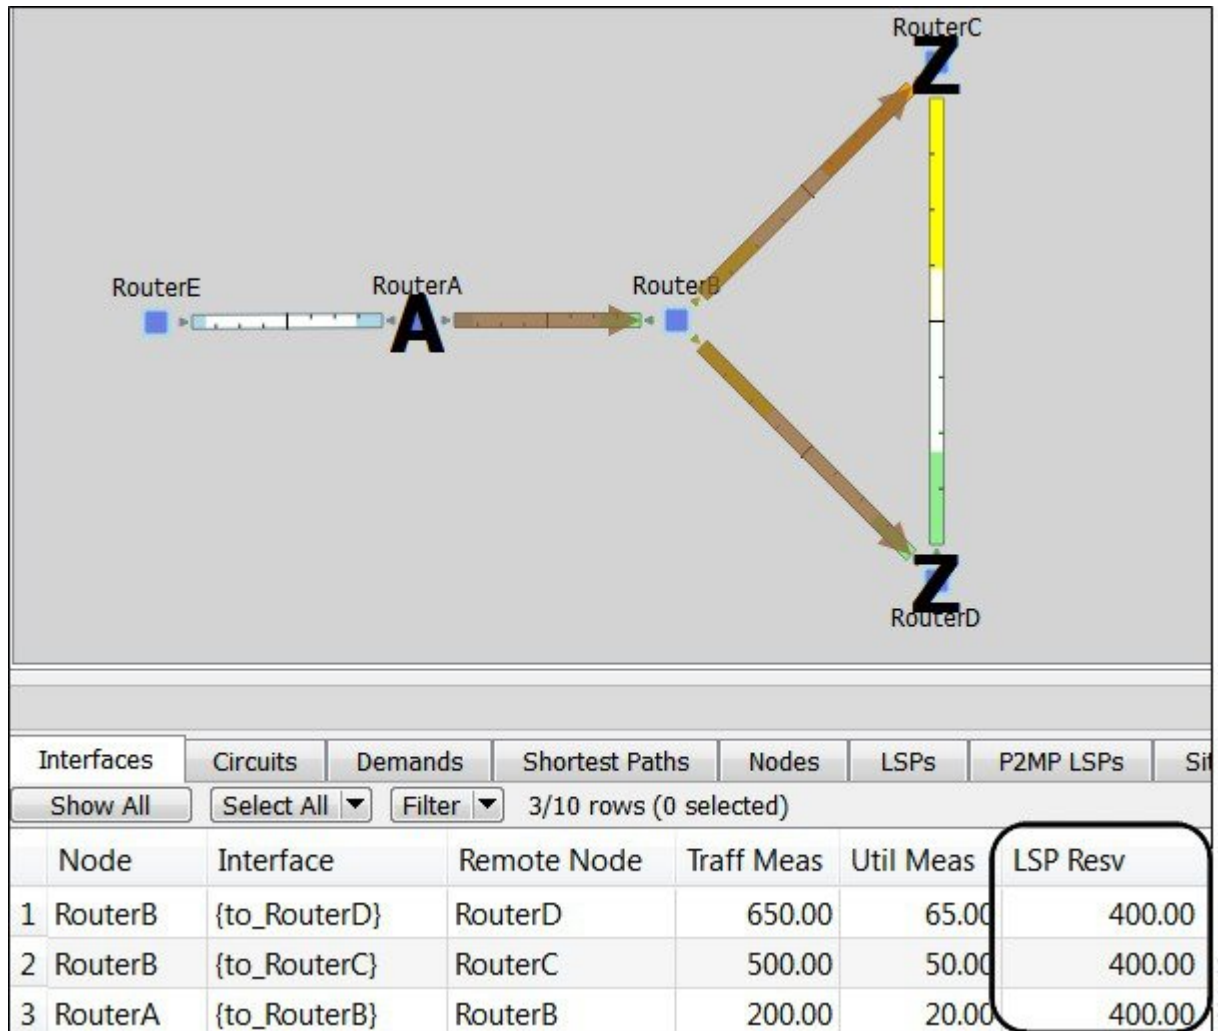 RouterC
Z
RouterE RouterA RouterB
A
Z
RouterD
Interfaces Circuits Demands Shortest Paths Nodes LSPs P2MP LSPs
Show All Select All Filter 3/10 rows (0 selected)
Node Interface Remote Node Traff Meas Util Meas LSP Resv
1 RouterB {to_RouterD} RouterD 650.00 65.00 400.00
2 RouterB {to_RouterC} RouterC 500.00 50.00 400.00
3 RouterA {to_RouterB} RouterB 200.00 20.00 400.00